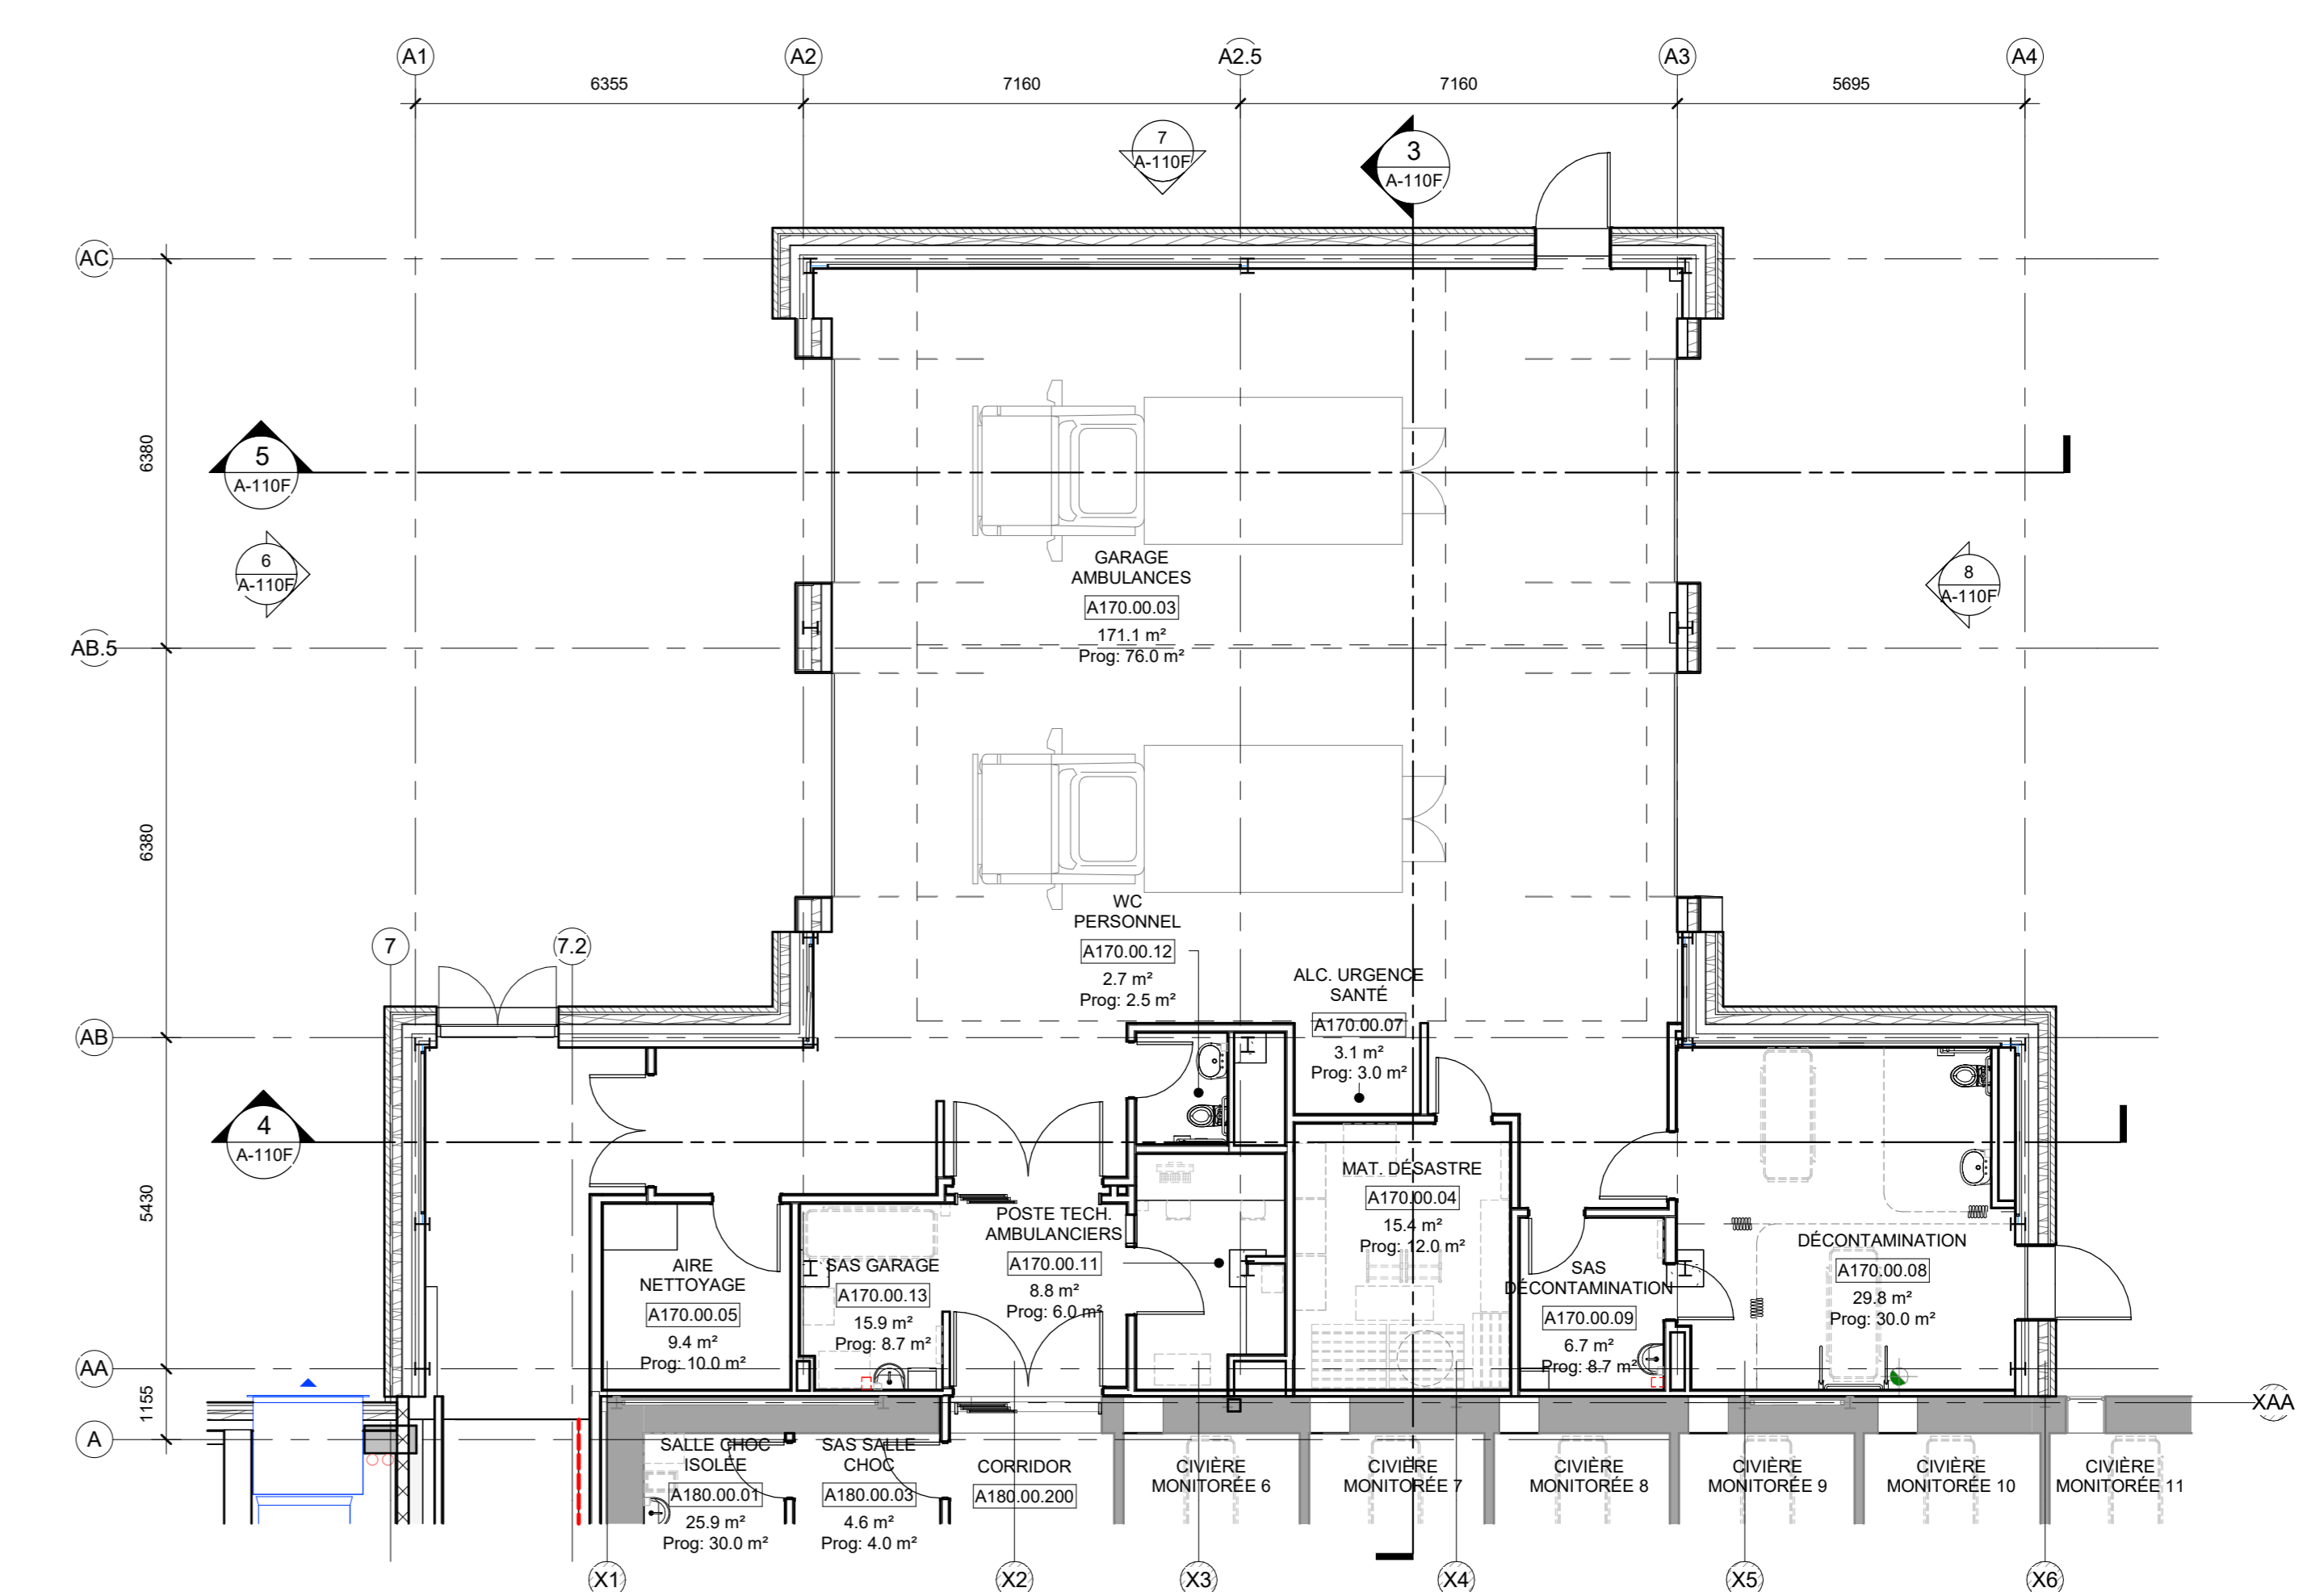 A1
A2
A2.5
A3
A4
6355
7160
7160
5695
7
A-110F
3
A-110F
AC
6380
5
A-110F
6
A-110F
8
A-110F
GARAGE
AMBULANCES
A170.00.03
171.1 m²
Prog: 76.0 m²
AB.5
6380
WC
PERSONNEL
A170.00.12
2.7 m²
Prog: 2.5 m²
7
7.2
ALC. URGENCE
SANTÉ
A170.00.07
3.1 m²
Prog: 3.0 m²
AB
4
A-110F
5430
MAT. DÉSASTRE
A170.00.04
15.4 m²
Prog: 12.0 m²
POSTE TECH.
AMBULANCIERS
A170.00.11
8.8 m²
Prog: 6.0 m²
AIRE
NETTOYAGE
A170.00.05
9.4 m²
Prog: 10.0 m²
SAS GARAGE
A170.00.13
15.9 m²
Prog: 8.7 m²
SAS
DÉCONTAMINATION
A170.00.09
6.7 m²
Prog: 8.7 m²
DÉCONTAMINATION
A170.00.08
29.8 m²
Prog: 30.0 m²
AA
1155
A
XAA
SALLE CHOC
ISOLÉE
A180.00.01
25.9 m²
Prog: 30.0 m²
SAS SALLE
CHOC
A180.00.03
4.6 m²
Prog: 4.0 m²
CORRIDOR
A180.00.200
CIVIÈRE
MONITORÉE 6
CIVIÈRE
MONITORÉE 7
CIVIÈRE
MONITORÉE 8
CIVIÈRE
MONITORÉE 9
CIVIÈRE
MONITORÉE 10
CIVIÈRE
MONITORÉE 11
X1
X2
X3
X4
X5
X6